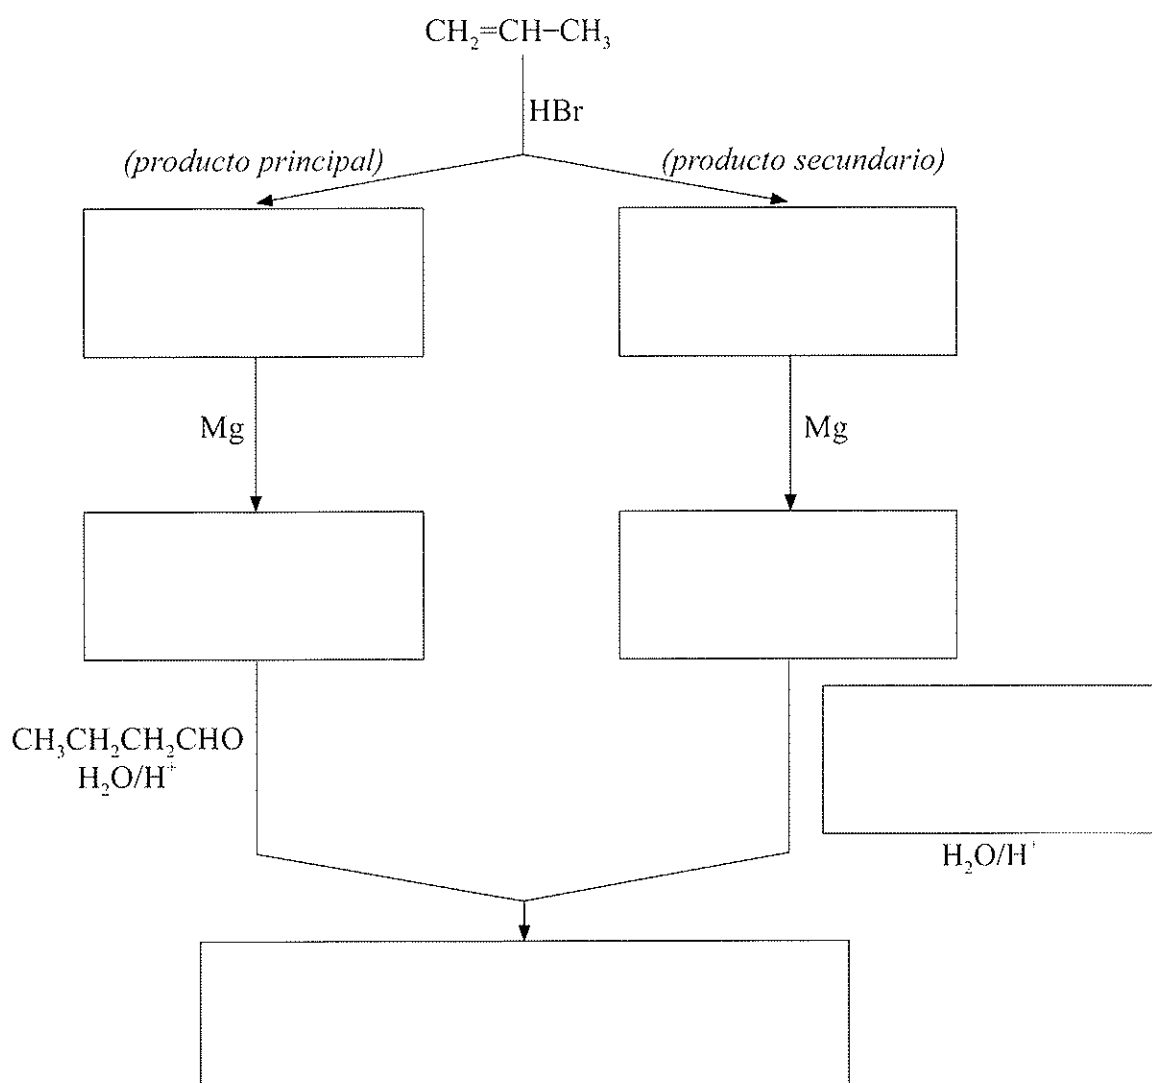 CH₂=CH−CH₃
HBr
(producto principal)
(producto secundario)
Mg
Mg
CH₃CH₂CH₂CHO
H₂O/H⁺
H₂O/H⁺